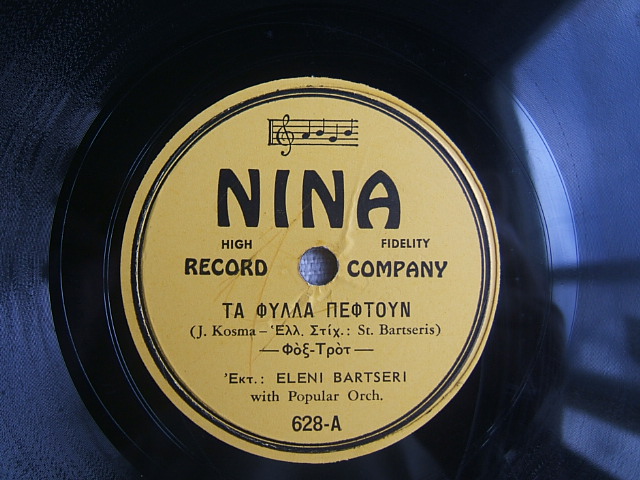 NINA
HIGH FIDELITY
RECORD COMPANY
ΤΑ ΦΥΛΛΑ ΠΕΦΤΟΥΝ
(J. Kosma – Ἑλλ. Στίχ.: St. Bartseris)
— Φὸξ-Τρὸτ —
Ἐκτ.: ELENI BARTSERI
with Popular Orch.
628-A